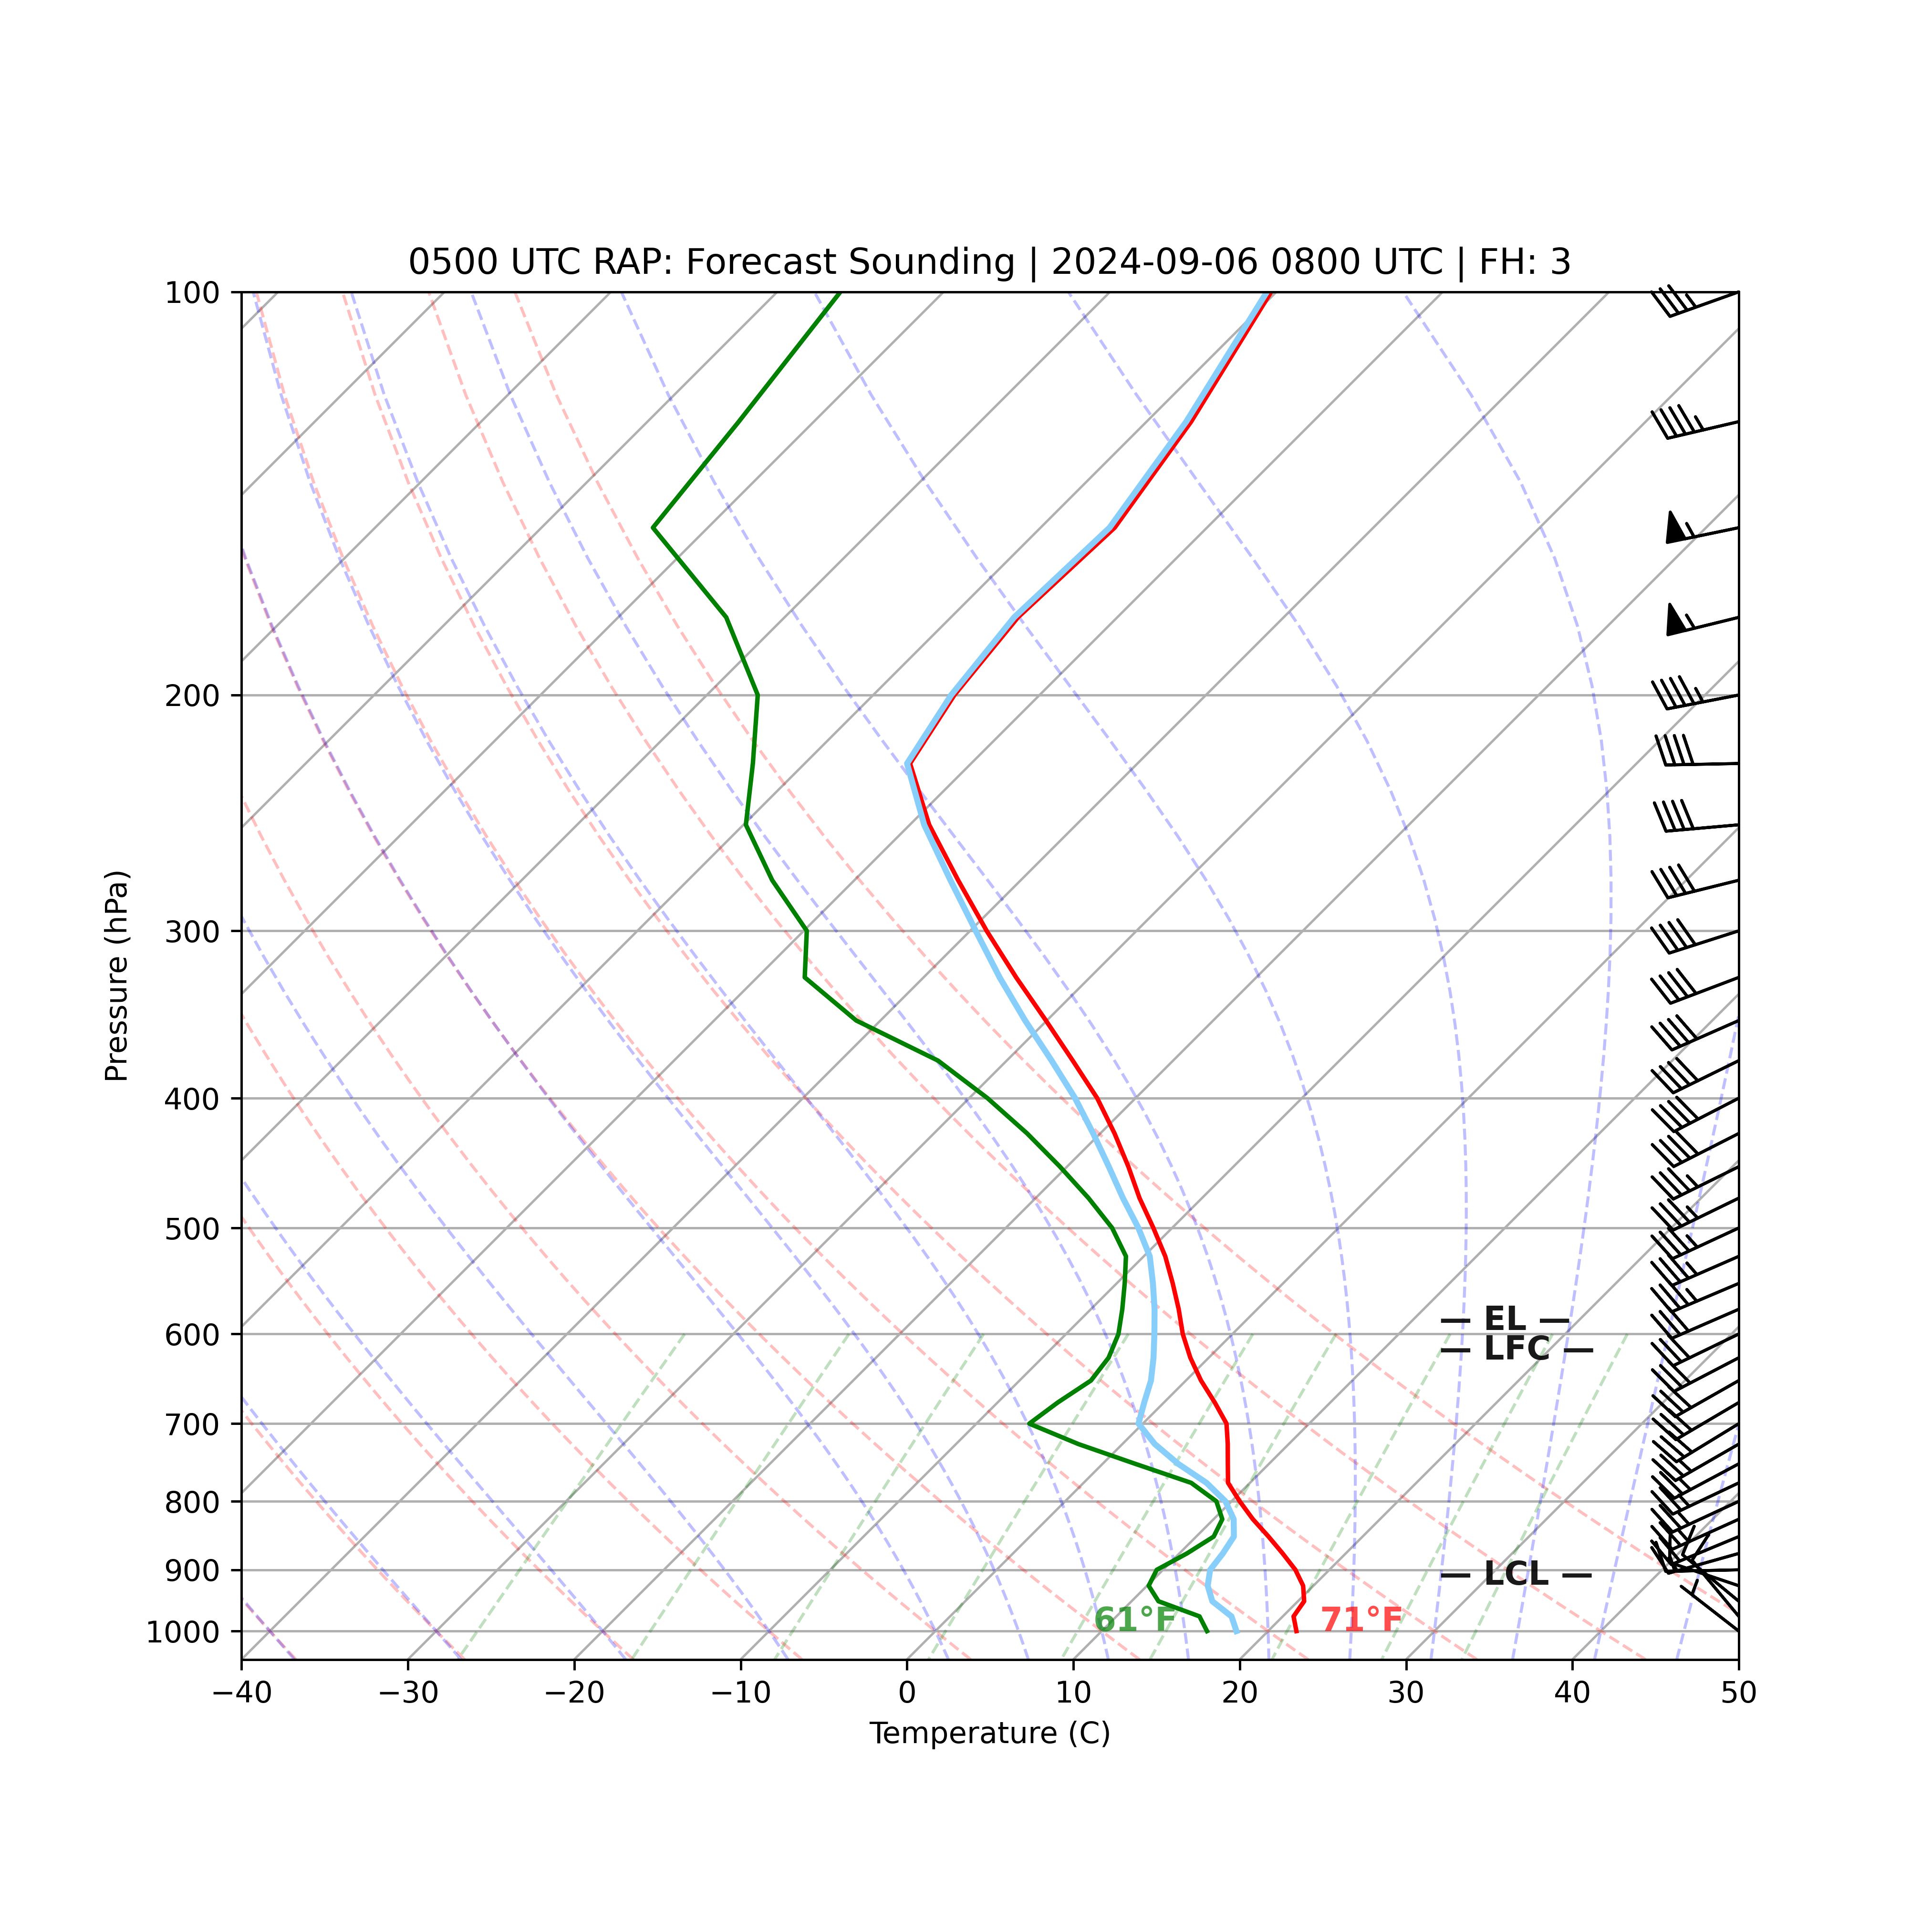 0500 UTC RAP: Forecast Sounding | 2024-09-06 0800 UTC | FH: 3
100
200
300
400
500
600
700
800
900
1000
Pressure (hPa)
— EL —
— LFC —
— LCL —
61°F
71°F
−40 −30 −20 −10 0 10 20 30 40 50
Temperature (C)